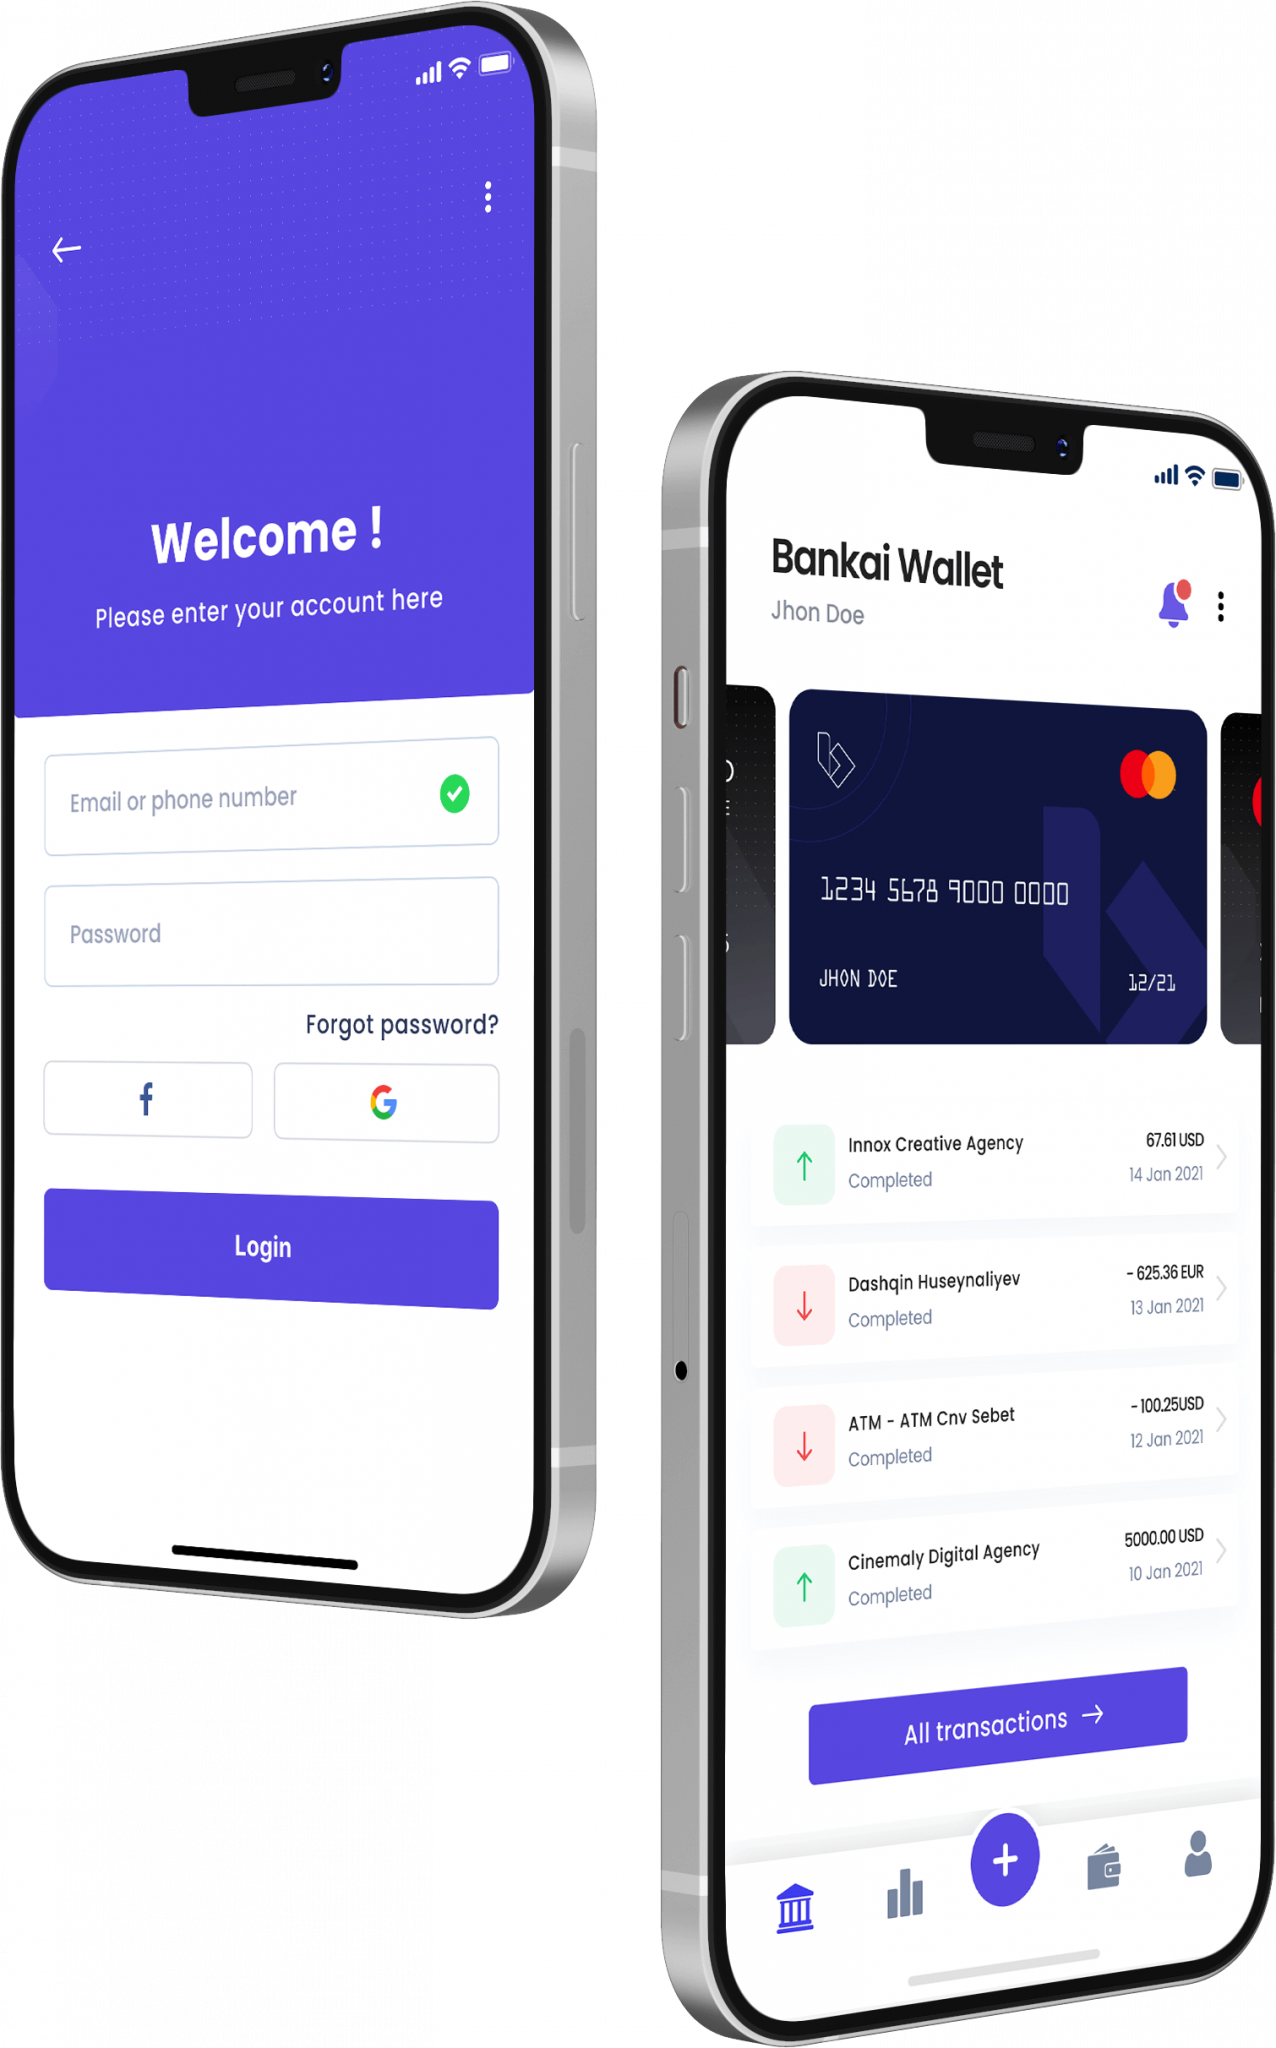 Welcome !
Please enter your account here
Email or phone number
Password
Forgot password?
Login
Bankai Wallet
Jhon Doe
1234 5678 9000 0000
JHON DOE 12/21
Innox Creative Agency 67.61 USD
Completed 14 Jan 2021
Dashqin Huseynaliyev - 625.36 EUR
Completed 13 Jan 2021
ATM - ATM Cnv Sebet - 100.25USD
Completed 12 Jan 2021
Cinemaly Digital Agency 5000.00 USD
Completed 10 Jan 2021
All transactions →